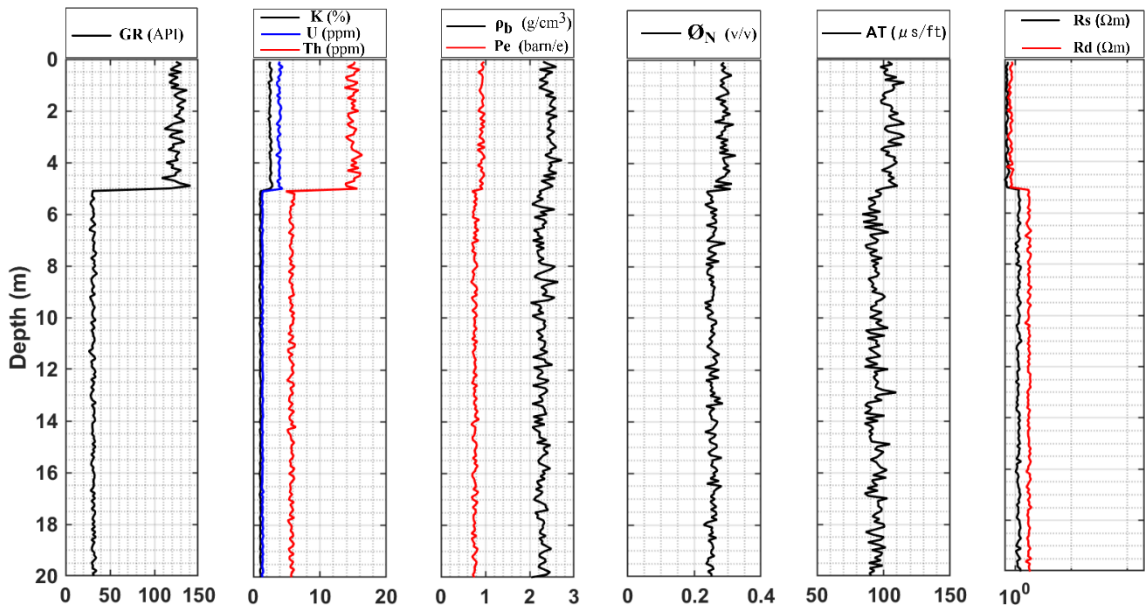 GR (API)
K (%)
U (ppm)
Th (ppm)
ρb (g/cm³)
Pe (barn/e)
ØN (v/v)
AT (μs/ft)
Rs (Ωm)
Rd (Ωm)
Depth (m)
0
2
4
6
8
10
12
14
16
18
20
0 50 100 150
0 10 20
0 1 2 3
0 0.2 0.4
50 100 150
10⁰